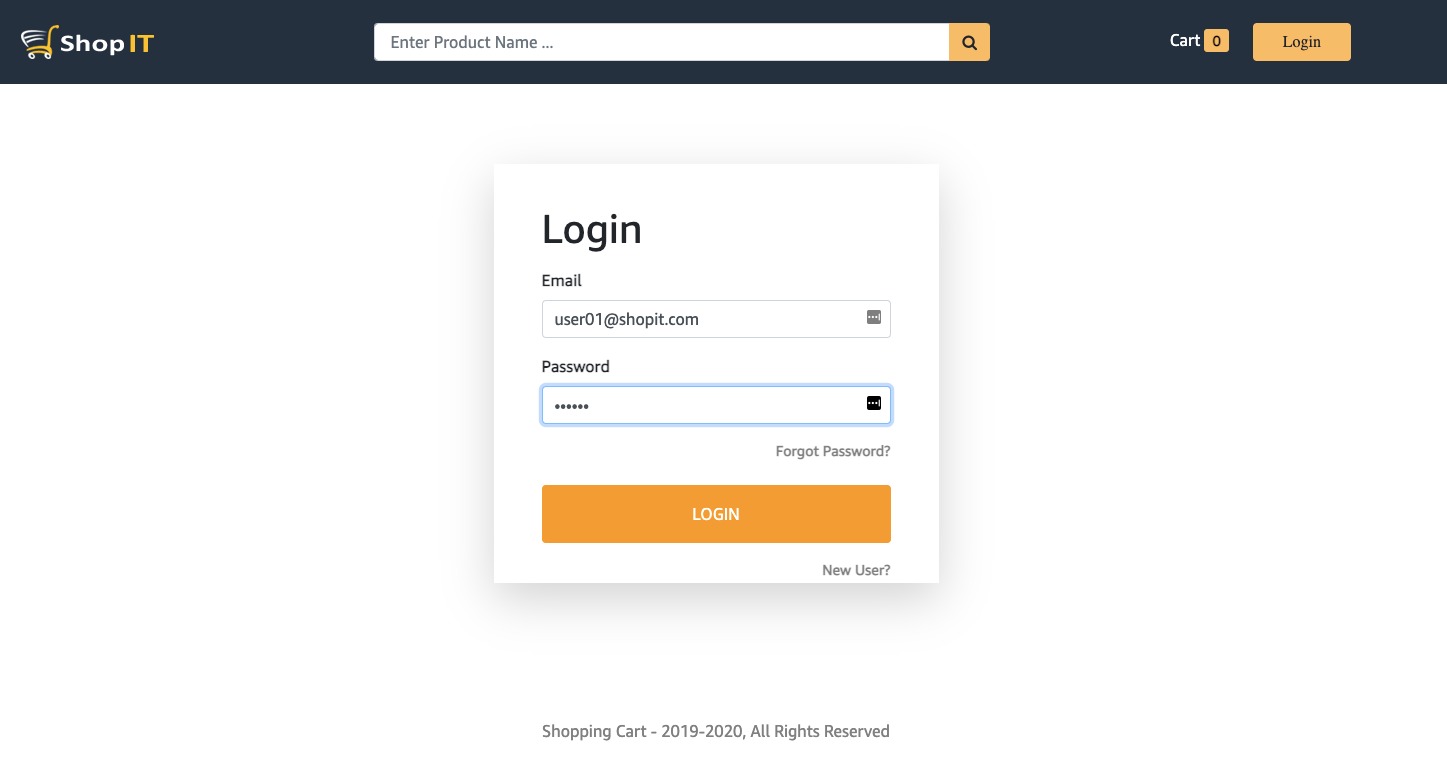 Shop IT
Enter Product Name ...
Cart 0
Login
Login
Email
user01@shopit.com
Password
••••••
Forgot Password?
LOGIN
New User?
Shopping Cart - 2019-2020, All Rights Reserved